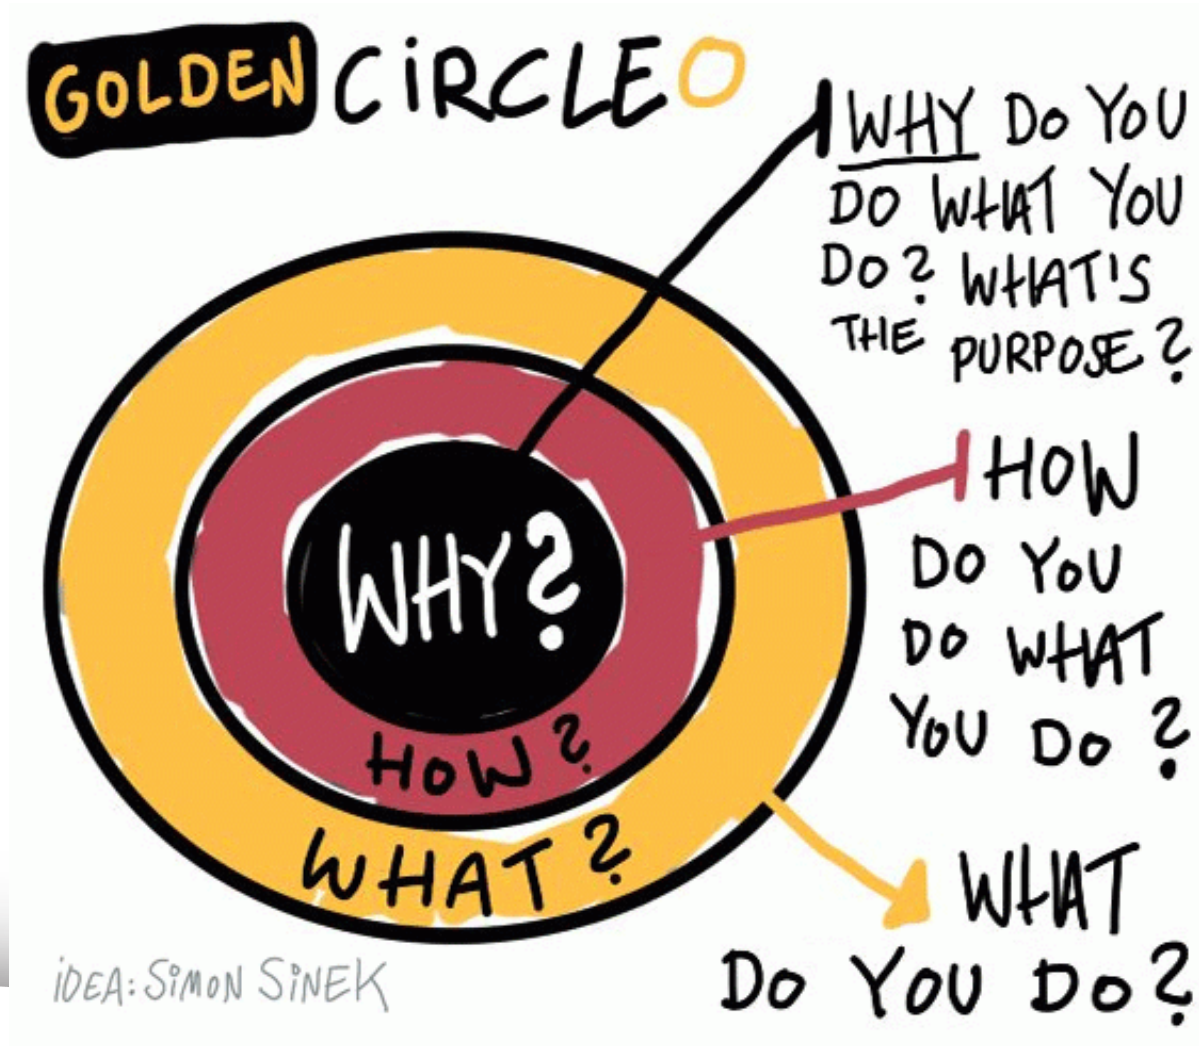 GOLDEN CiRCLE
WHY DO YOU
DO WHAT YOU
DO? WHAT'S
THE PURPOSE?
HOW
DO YOU
DO WHAT
YOU DO?
WHY?
HOW?
WHAT?
WHAT
DO YOU DO?
iDEA: SiMON SiNEK